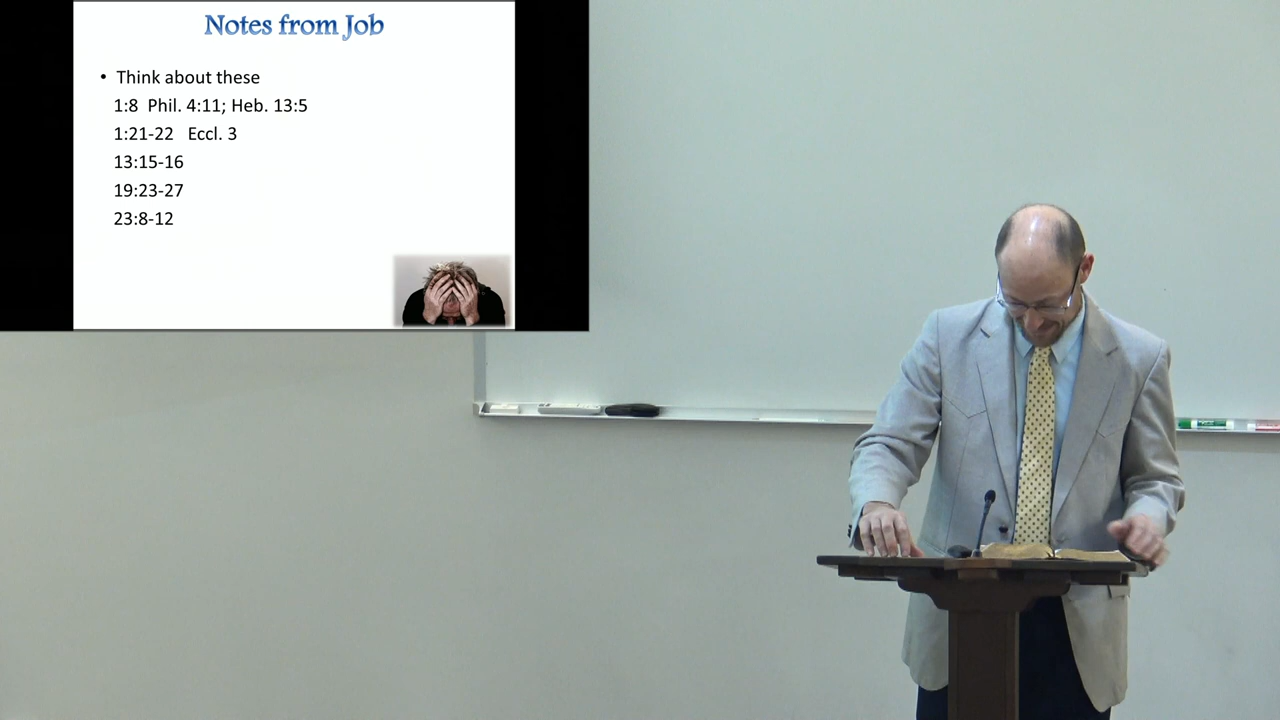 Notes from Job
• Think about these
1:8 Phil. 4:11; Heb. 13:5
1:21-22 Eccl. 3
13:15-16
19:23-27
23:8-12